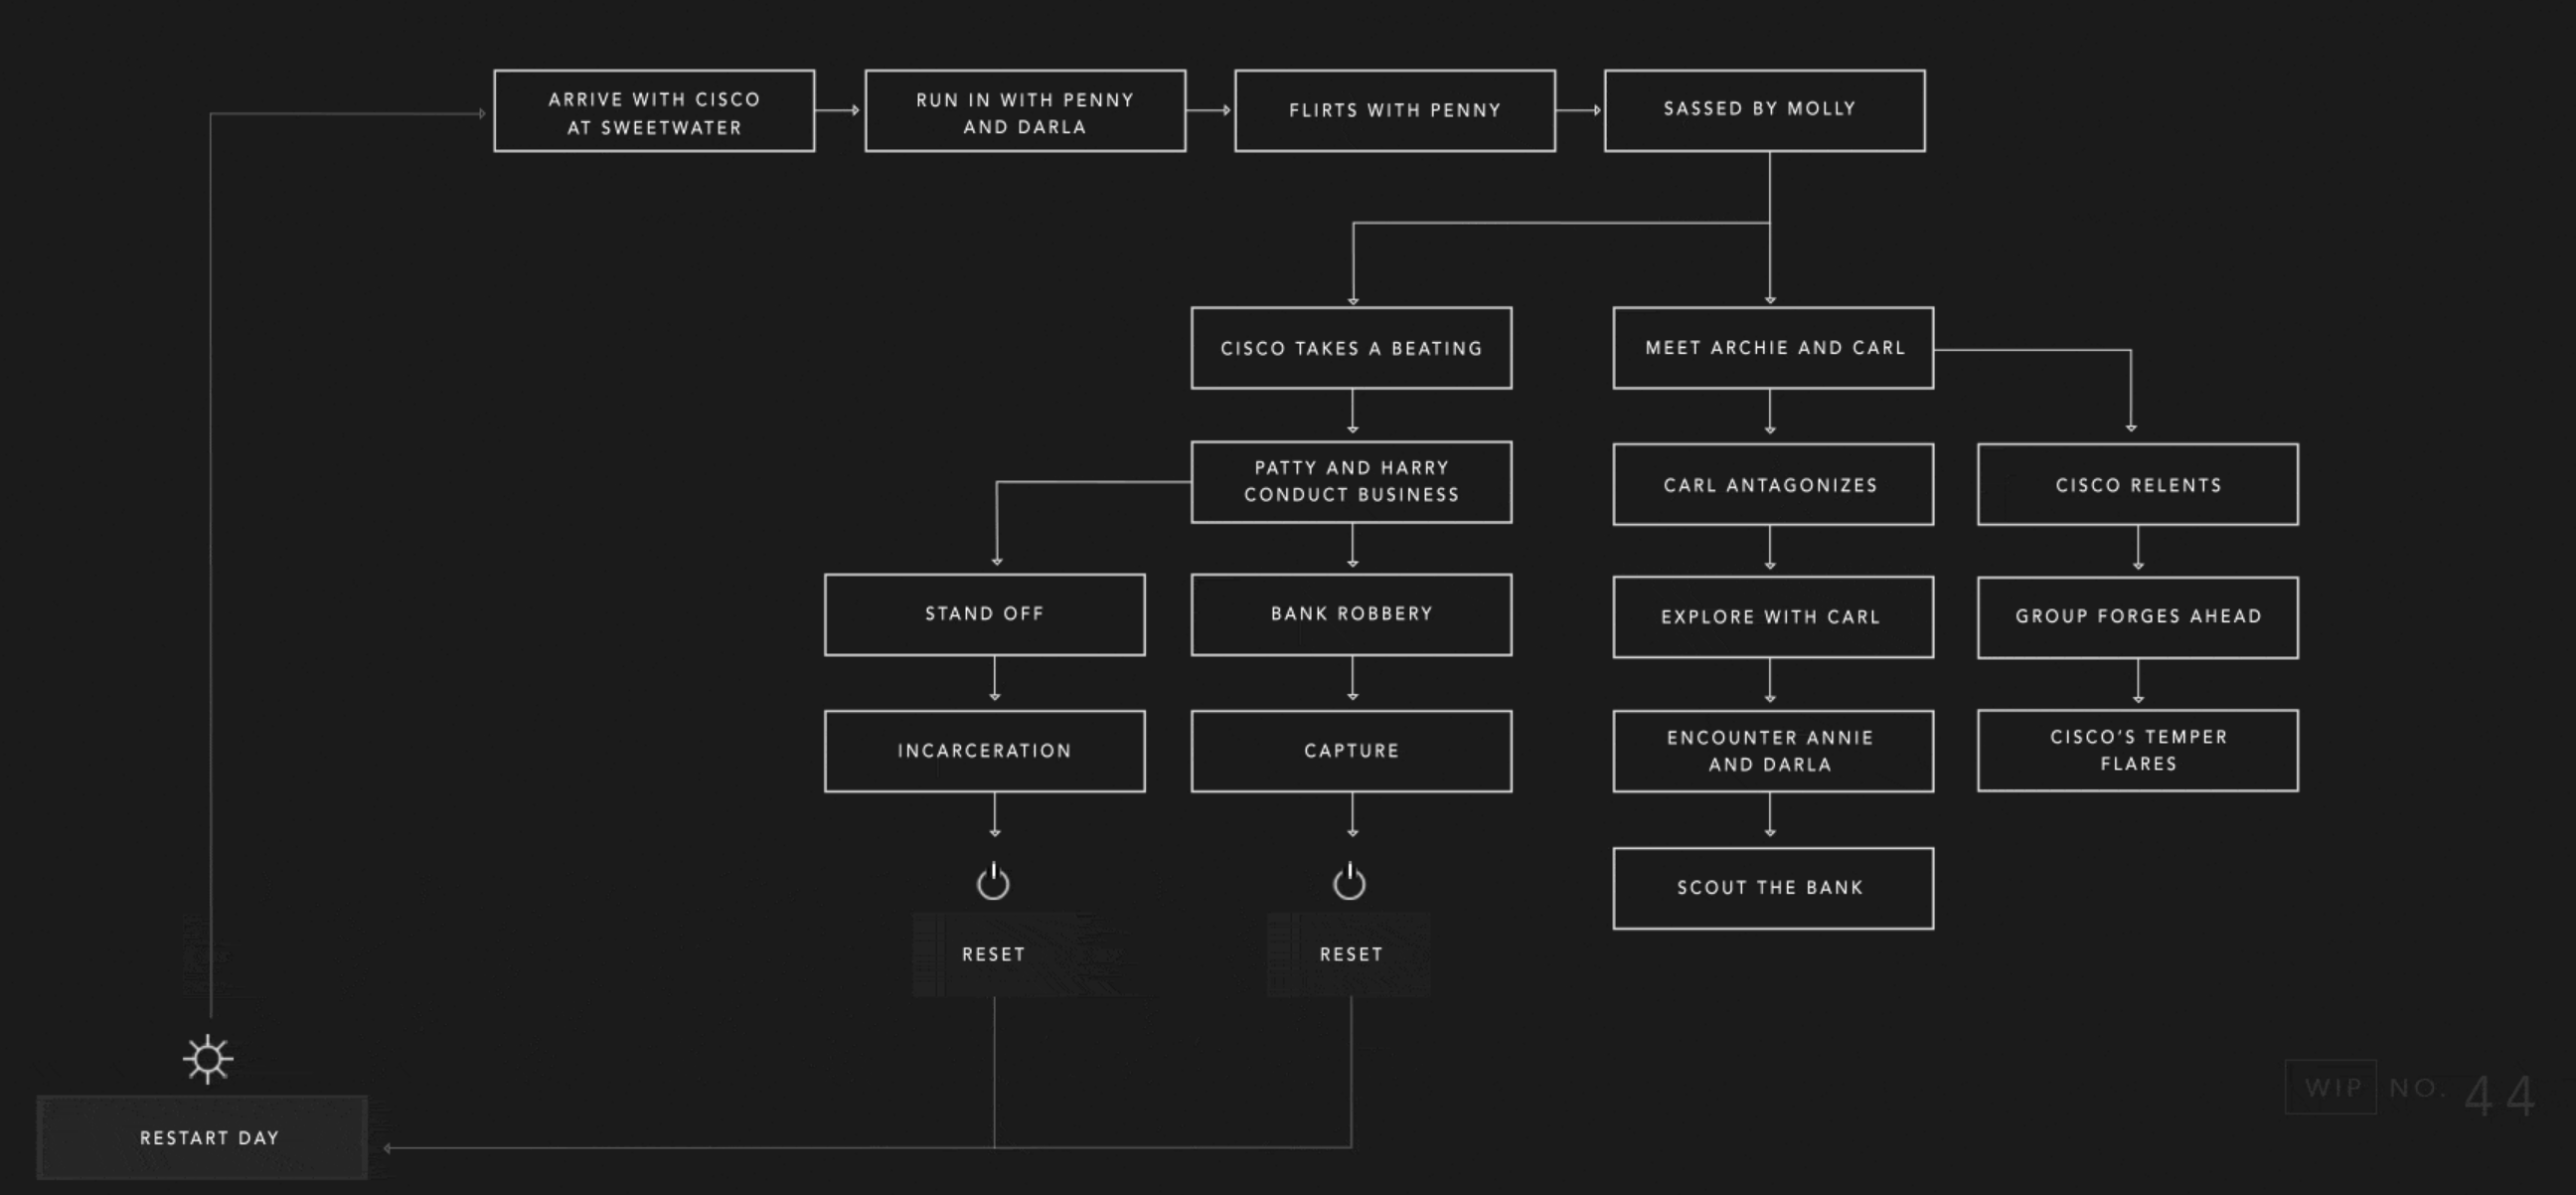 ARRIVE WITH CISCO
AT SWEETWATER
RUN IN WITH PENNY
AND DARLA
FLIRTS WITH PENNY
SASSED BY MOLLY
CISCO TAKES A BEATING
MEET ARCHIE AND CARL
PATTY AND HARRY
CONDUCT BUSINESS
CARL ANTAGONIZES
CISCO RELENTS
STAND OFF
BANK ROBBERY
EXPLORE WITH CARL
GROUP FORGES AHEAD
INCARCERATION
CAPTURE
ENCOUNTER ANNIE
AND DARLA
CISCO'S TEMPER
FLARES
SCOUT THE BANK
RESET
RESET
RESTART DAY
WIP NO. 44